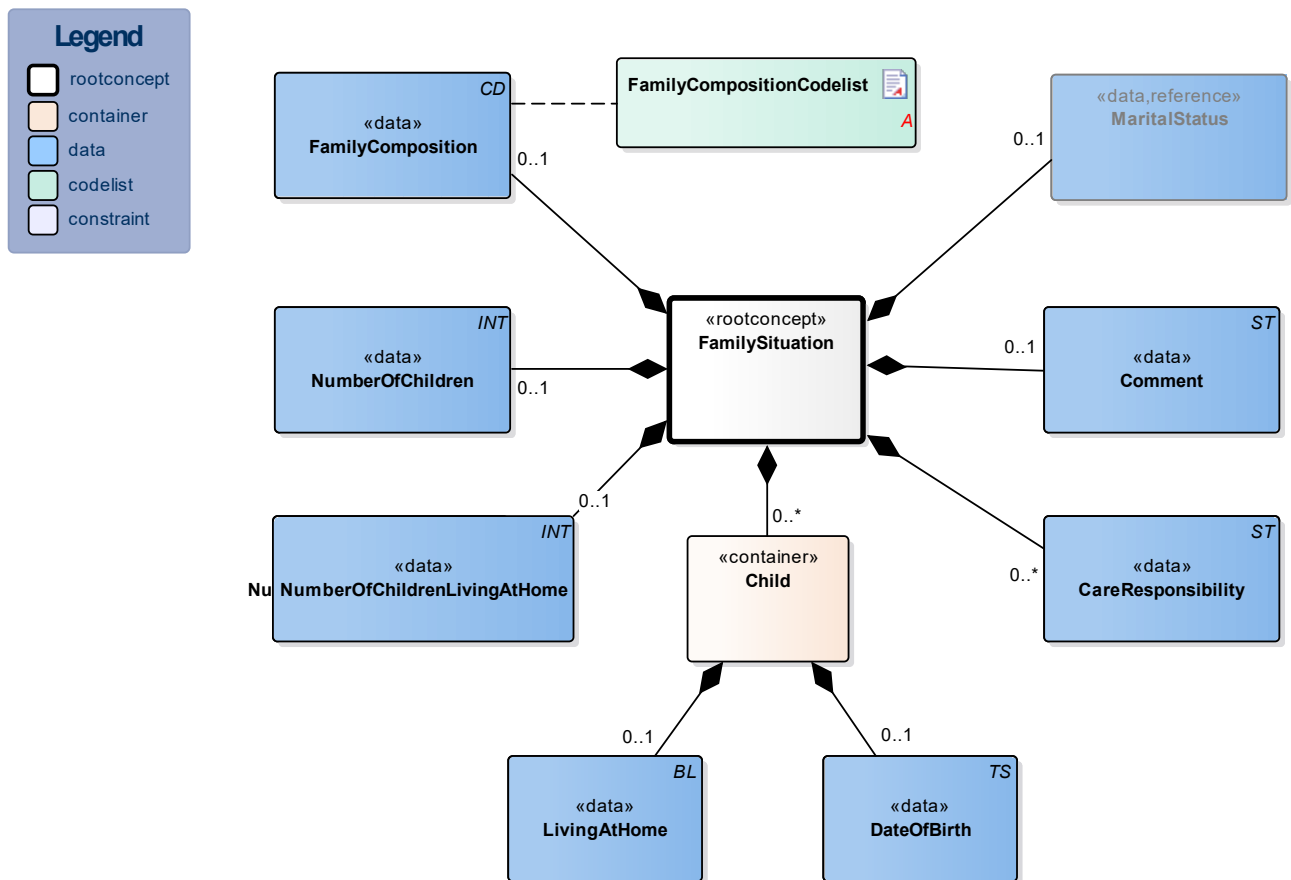 Legend
rootconcept
container
data
codelist
constraint
CD
«data»
FamilyComposition
0..1
FamilyCompositionCodelist
A
«data,reference»
MaritalStatus
0..1
INT
«data»
NumberOfChildren
0..1
«rootconcept»
FamilySituation
ST
«data»
Comment
0..1
INT
«data»
Nu
NumberOfChildrenLivingAtHome
0..1
0..*
«container»
Child
ST
«data»
CareResponsibility
0..*
0..1
BL
«data»
LivingAtHome
0..1
TS
«data»
DateOfBirth